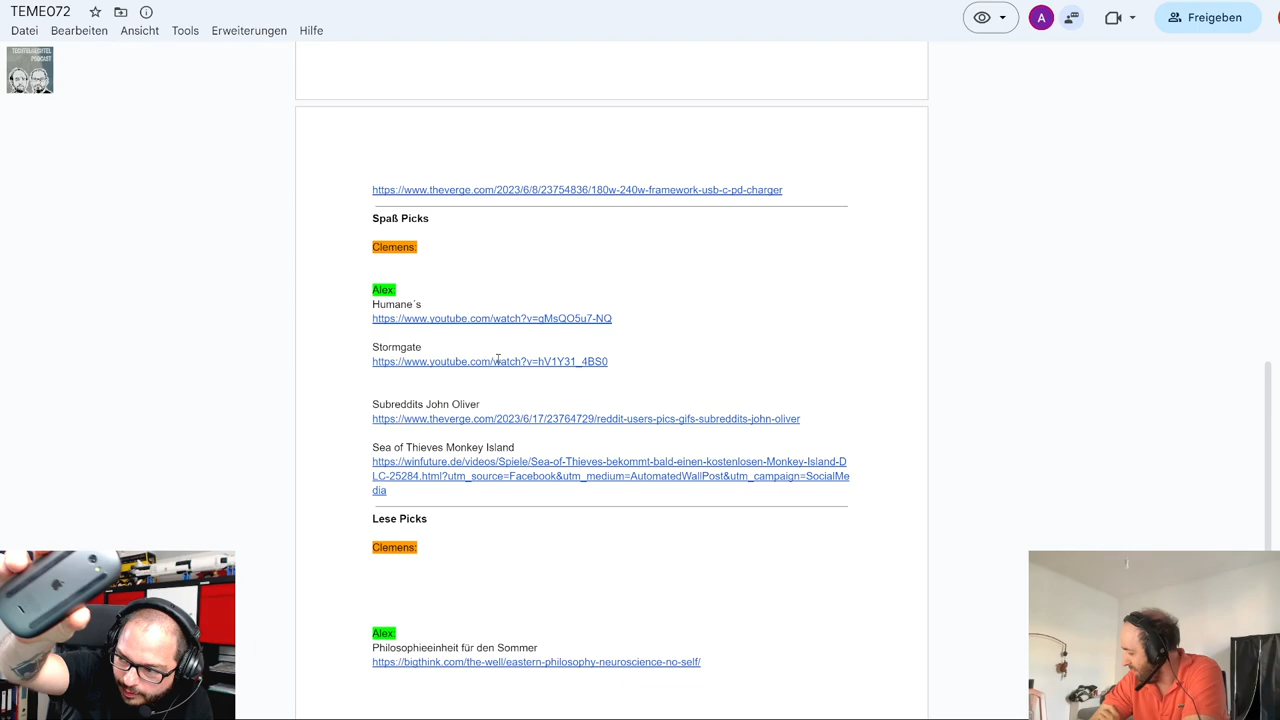 TEME072
Datei Bearbeiten Ansicht Tools Erweiterungen Hilfe
A
Freigeben
TECHTELMECHTEL
PODCAST
https://www.theverge.com/2023/6/8/23754836/180w-240w-framework-usb-c-pd-charger
Spaß Picks
Clemens:
Alex:
Humane´s
https://www.youtube.com/watch?v=gMsQO5u7-NQ
Stormgate
https://www.youtube.com/watch?v=hV1Y31_4BS0
Subreddits John Oliver
https://www.theverge.com/2023/6/17/23764729/reddit-users-pics-gifs-subreddits-john-oliver
Sea of Thieves Monkey Island
https://winfuture.de/videos/Spiele/Sea-of-Thieves-bekommt-bald-einen-kostenlosen-Monkey-Island-D
LC-25284.html?utm_source=Facebook&utm_medium=AutomatedWallPost&utm_campaign=SocialMe
dia
Lese Picks
Clemens:
Alex:
Philosophieeinheit für den Sommer
https://bigthink.com/the-well/eastern-philosophy-neuroscience-no-self/